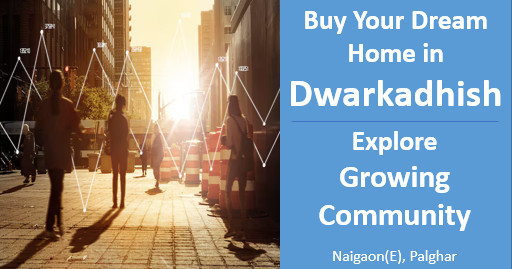 Buy Your Dream
Home in
Dwarkadhish
Explore
Growing
Community
Naigaon(E), Palghar